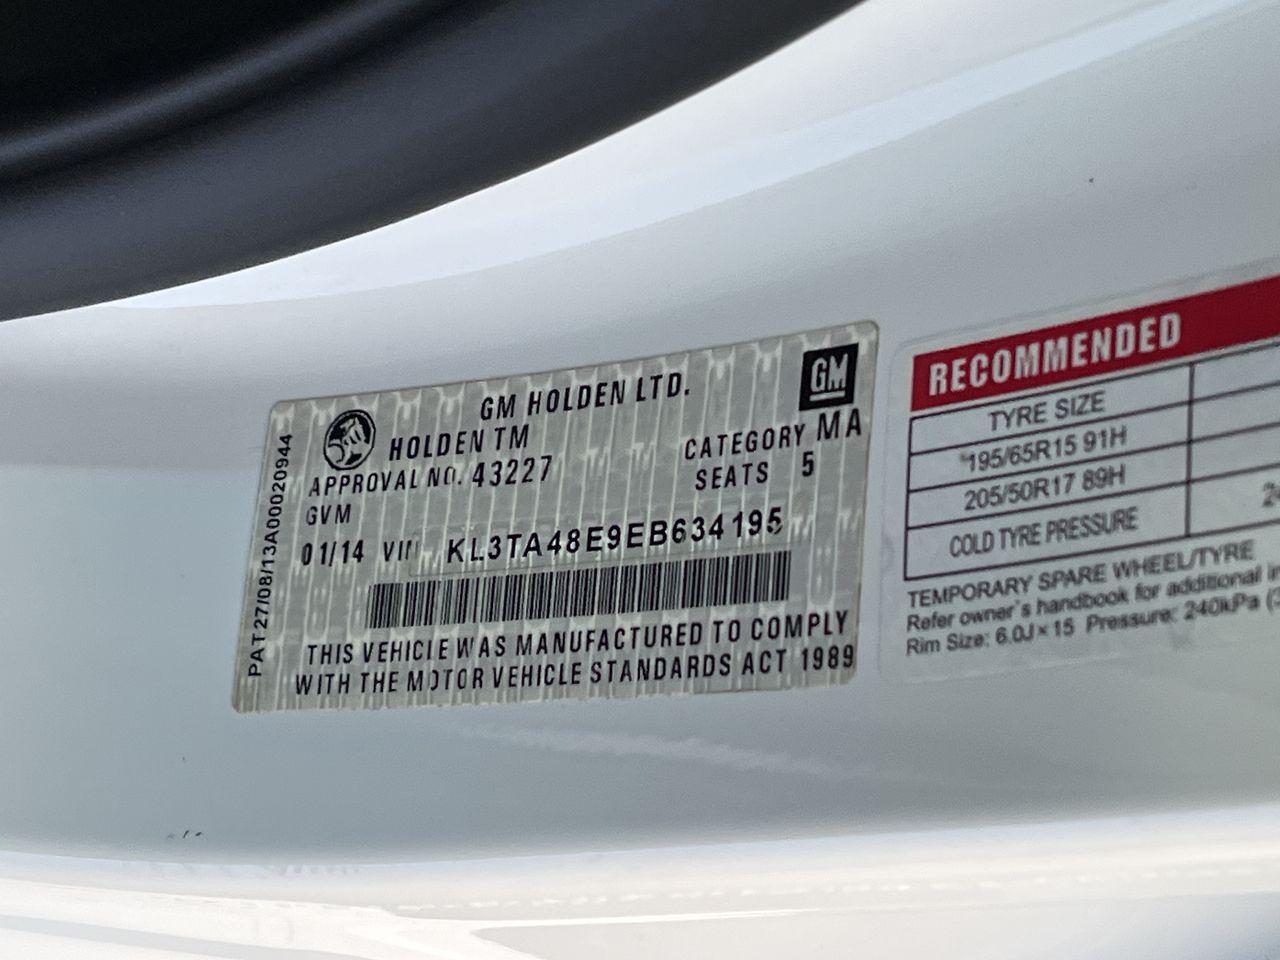 PAT27/08/13A000020944
GM HOLDEN LTD.
GM
HOLDEN TM
CATEGORY MA
APPROVAL NO. 43227
SEATS 5
GVM
01/14 VIN KL3TA48E9EB634195
THIS VEHICLE WAS MANUFACTURED TO COMPLY
WITH THE MOTOR VEHICLE STANDARDS ACT 1989
RECOMMENDED
TYRE SIZE
*195/65R15 91H
205/50R17 89H
COLD TYRE PRESSURE
TEMPORARY SPARE WHEEL/TYRE
Refer owner's handbook for additional
Rim Size: 6.0J×15 Pressure: 240kPa